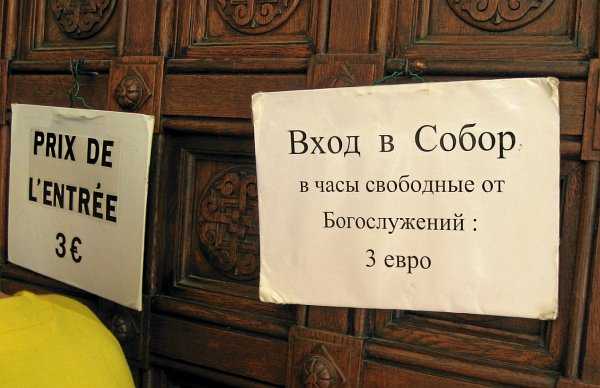 PRIX DE
L'ENTRÉE
3€
Вход в Собор
в часы свободные от
Богослужений :
3 евро